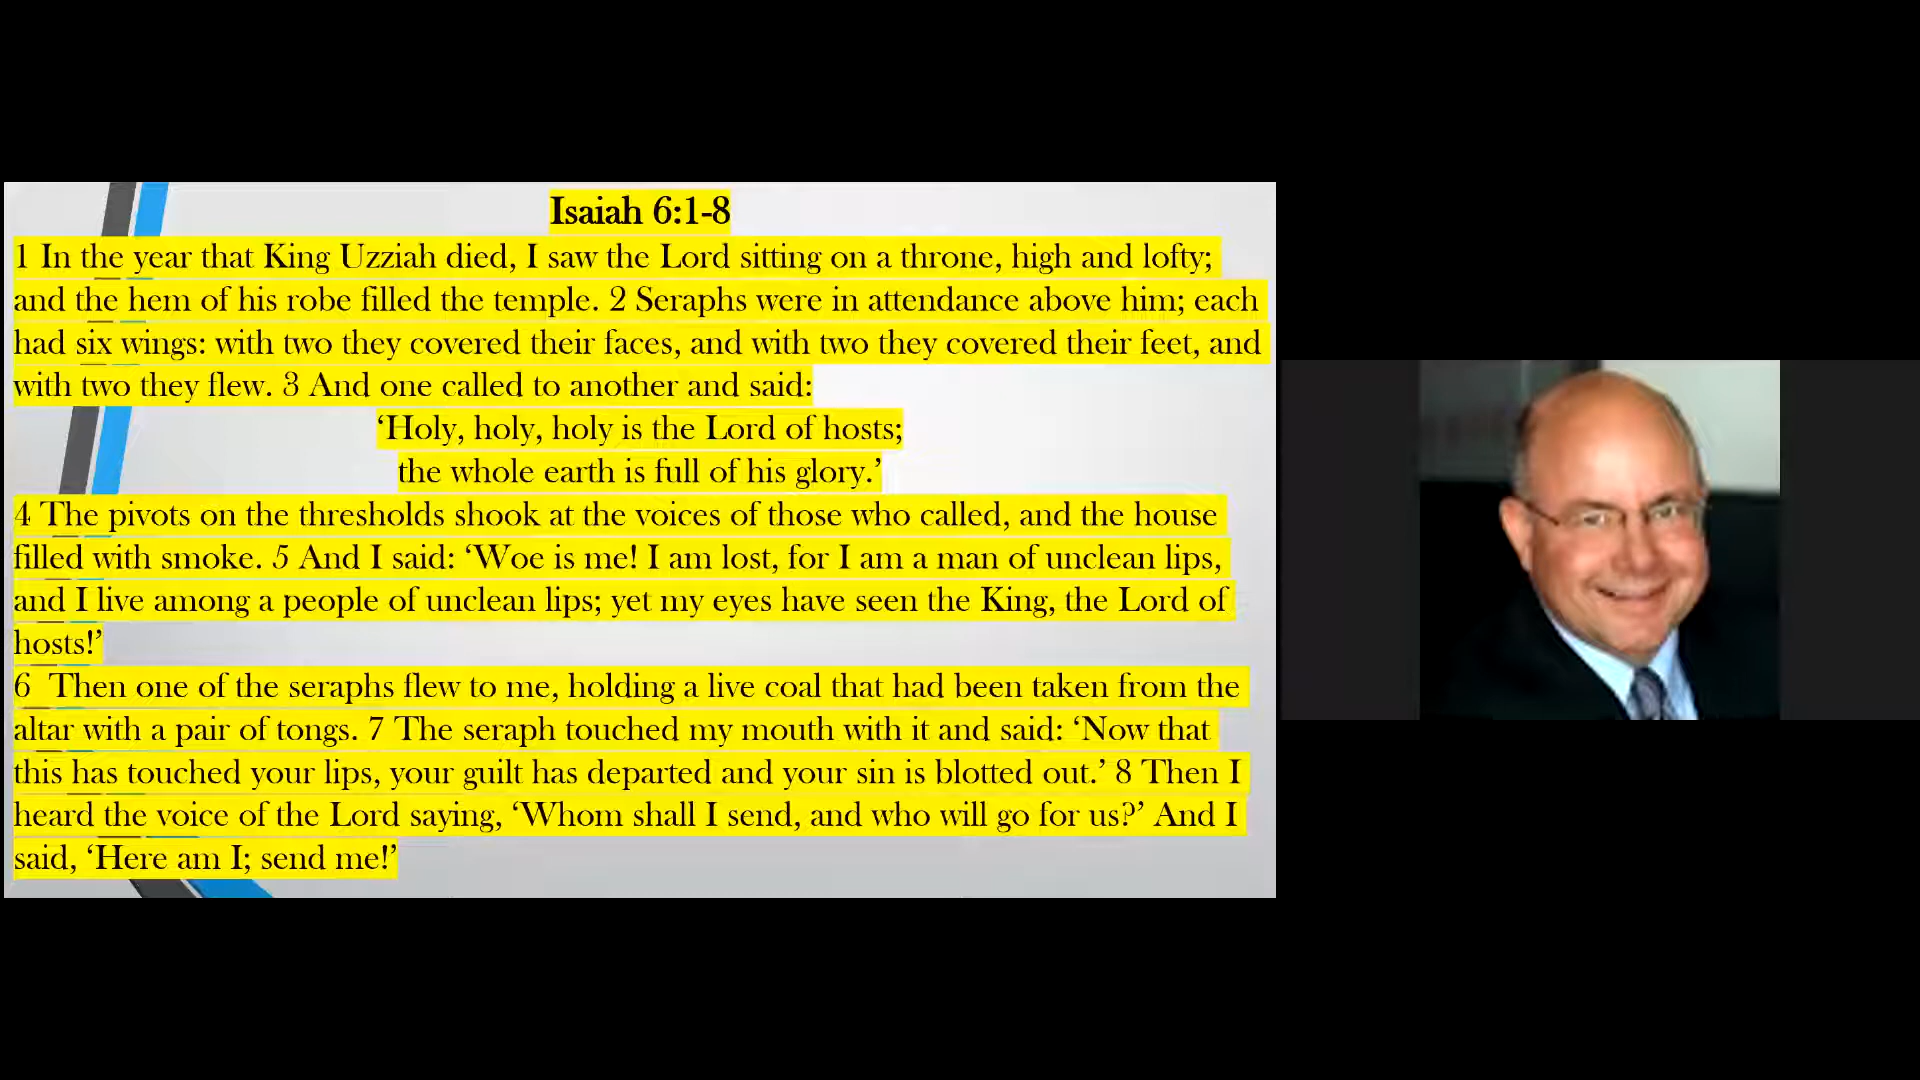 Isaiah 6:1-8
1 In the year that King Uzziah died, I saw the Lord sitting on a throne, high and lofty;
and the hem of his robe filled the temple. 2 Seraphs were in attendance above him; each
had six wings: with two they covered their faces, and with two they covered their feet, and
with two they flew. 3 And one called to another and said:
‘Holy, holy, holy is the Lord of hosts;
the whole earth is full of his glory.’
4 The pivots on the thresholds shook at the voices of those who called, and the house
filled with smoke. 5 And I said: ‘Woe is me! I am lost, for I am a man of unclean lips,
and I live among a people of unclean lips; yet my eyes have seen the King, the Lord of
hosts!’
6  Then one of the seraphs flew to me, holding a live coal that had been taken from the
altar with a pair of tongs. 7 The seraph touched my mouth with it and said: ‘Now that
this has touched your lips, your guilt has departed and your sin is blotted out.’ 8 Then I
heard the voice of the Lord saying, ‘Whom shall I send, and who will go for us?’ And I
said, ‘Here am I; send me!’